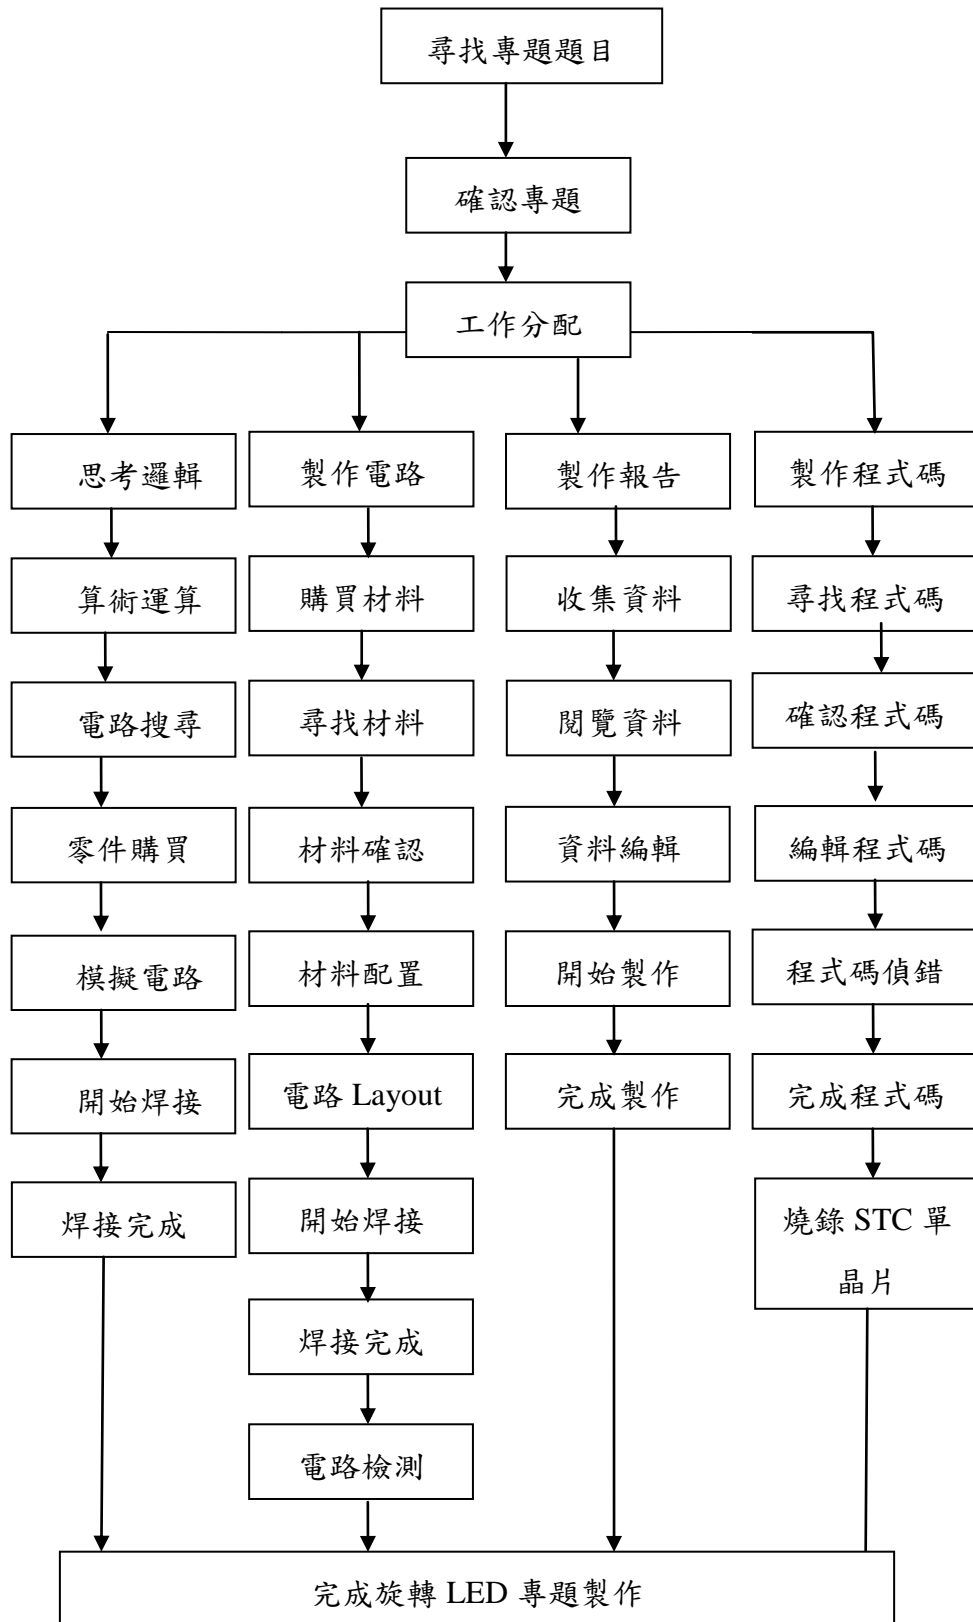 尋找專題題目
確認專題
工作分配
思考邏輯
算術運算
電路搜尋
零件購買
模擬電路
開始焊接
焊接完成
製作電路
購買材料
尋找材料
材料確認
材料配置
電路 Layout
開始焊接
焊接完成
電路檢測
製作報告
收集資料
閱覽資料
資料編輯
開始製作
完成製作
製作程式碼
尋找程式碼
確認程式碼
編輯程式碼
程式碼偵錯
完成程式碼
燒錄 STC 單
晶片
完成旋轉 LED 專題製作